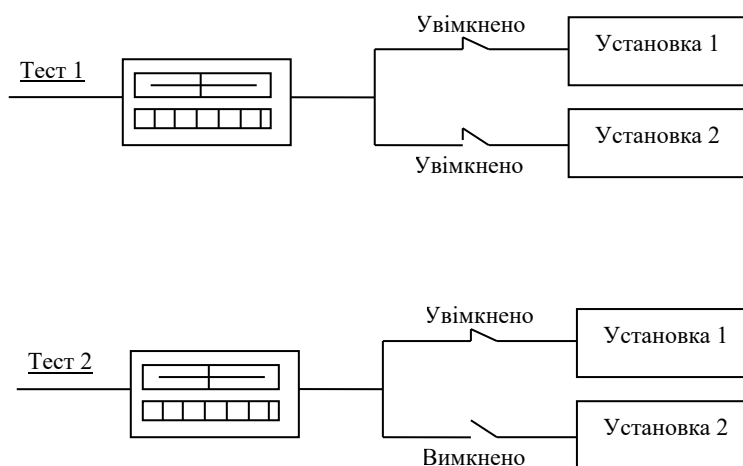 Увімкнено
Установка 1
Тест 1
Установка 2
Увімкнено
Увімкнено
Установка 1
Тест 2
Установка 2
Вимкнено